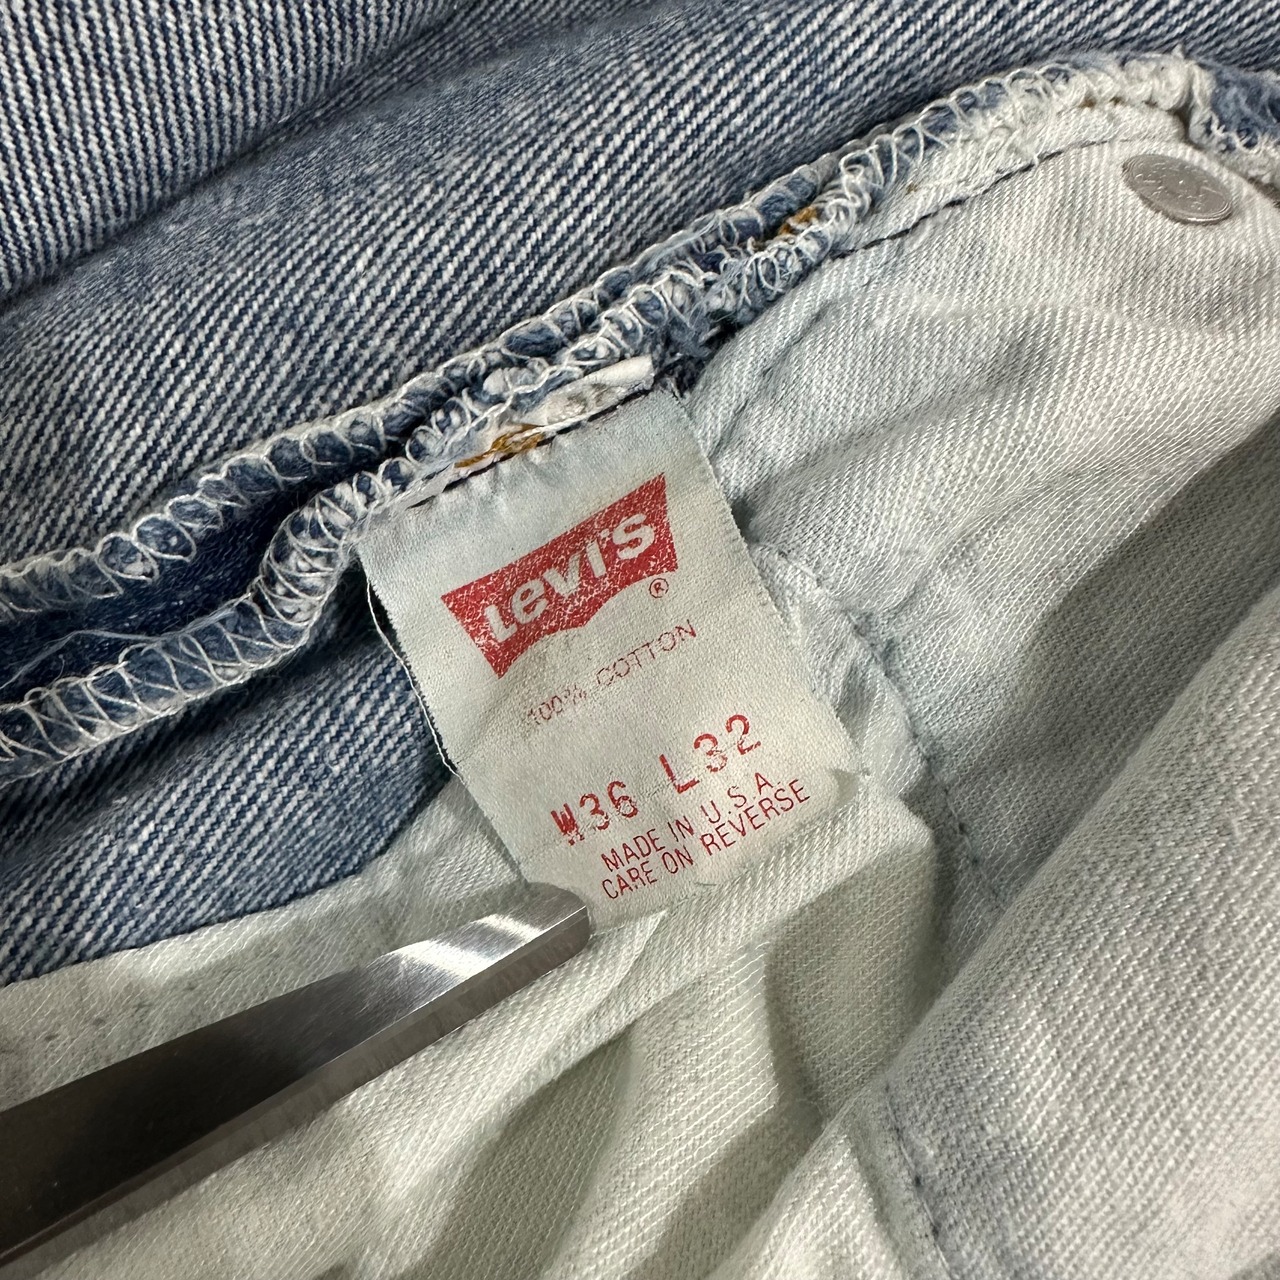 Levi's ®
100% COTTON
W36 L32
MADE IN U.S.A.
CARE ON REVERSE